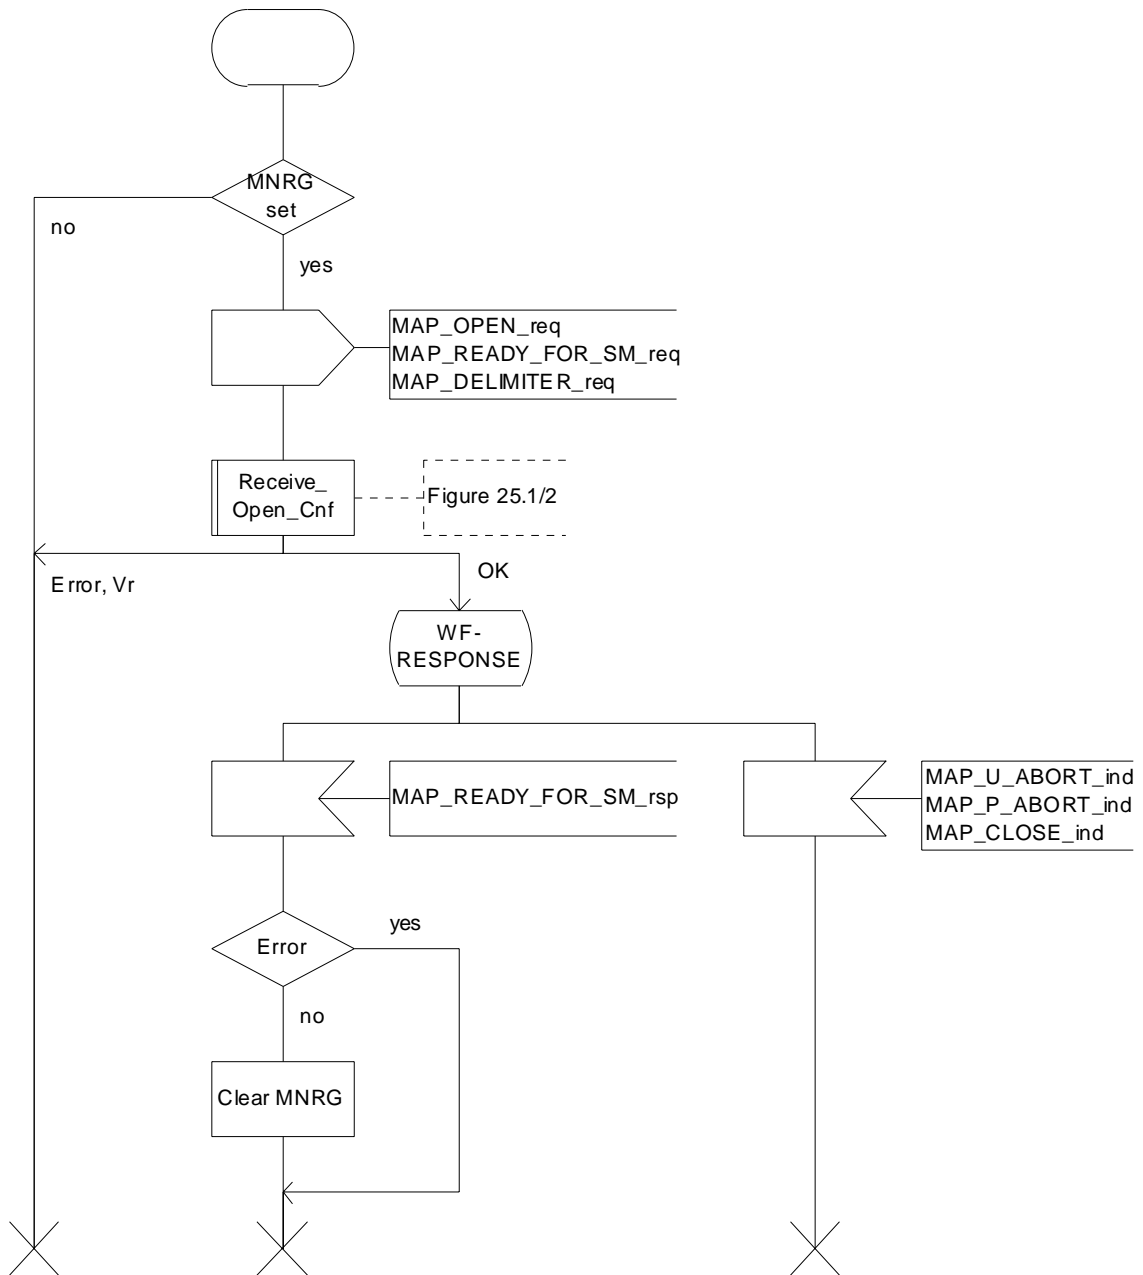 MNRG
set
no
yes
MAP_OPEN_req
MAP_READY_FOR_SM_req
MAP_DELIMITER_req
Receive_
Open_Cnf
Figure 25.1/2
Error, Vr
OK
WF-
RESPONSE
MAP_READY_FOR_SM_rsp
MAP_U_ABORT_ind
MAP_P_ABORT_ind
MAP_CLOSE_ind
yes
Error
no
Clear MNRG